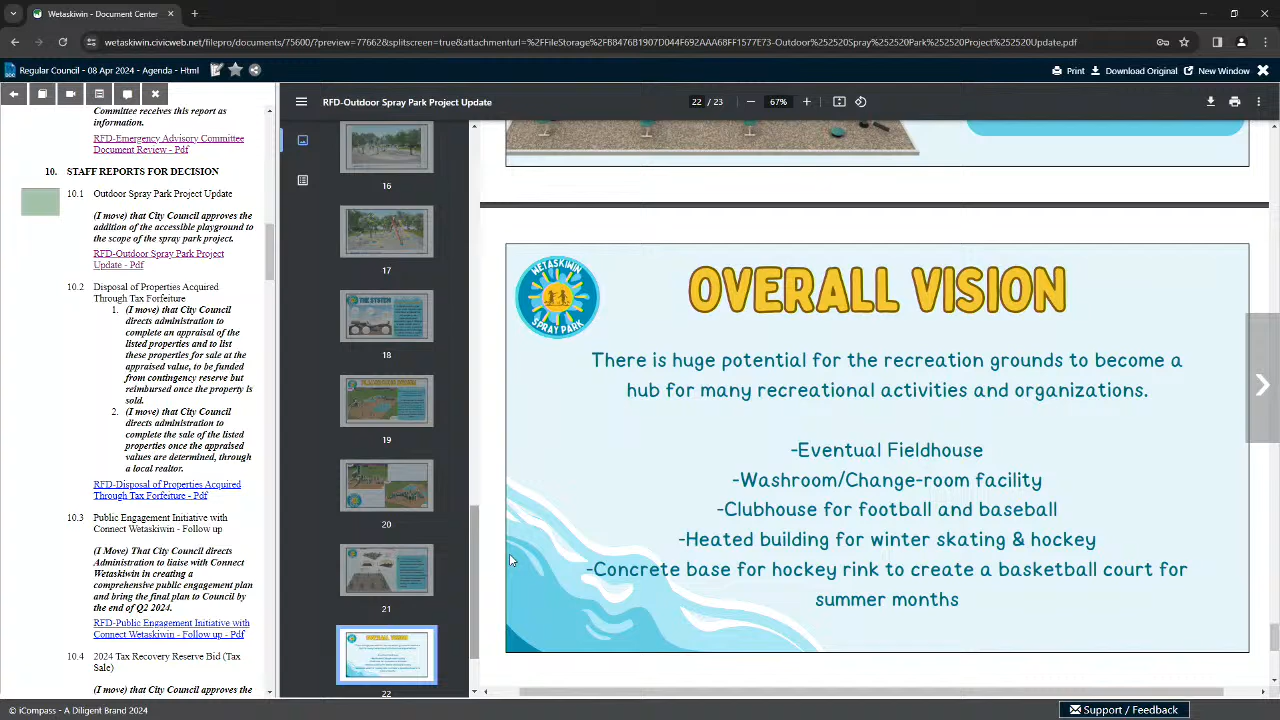 Wetaskiwin - Document Center
wetaskiwin.civicweb.net/filepro/documents/75600/?preview=77662&splitscreen=true&attachmenturl=%2FFileStorage%2FB8476B1907D044F692AAA68FF1577E73-Outdoor%252520Spray%252520Park%252520Project%252520Update.pdf
Regular Council - 08 Apr 2024 - Agenda - Html
Print
Download Original
New Window
Committee receives this report as
information.
RFD-Emergency Advisory Committee
Document Review - Pdf
10. STAFF REPORTS FOR DECISION
10.1 Outdoor Spray Park Project Update
(I move) that City Council approves the
addition of the accessible playground to
the scope of the spray park project.
RFD-Outdoor Spray Park Project
Update - Pdf
10.2 Disposal of Properties Acquired
Through Tax Forfeiture
1. (I move) that City Council
directs administration to
complete an appraisal of the
listed properties and to list
these properties for sale at the
appraised value, to be funded
from contingency reserve but
reimbursed once the property is
sold.
2. (I move) that City Council
directs administration to
complete the sale of the listed
properties once the appraised
values are determined, through
a local realtor.
RFD-Disposal of Properties Acquired
Through Tax Forfeiture - Pdf
10.3 Public Engagement Initiative with
Connect Wetaskiwin - Follow up
(I Move) That City Council directs
Administration to liaise with Connect
Wetaskiwin in creating a
comprehensive public engagement plan
and bring the final plan to Council by
the end of Q2 2024.
RFD-Public Engagement Initiative with
Connect Wetaskiwin - Follow up - Pdf
(I move) that City Council approves the
RFD-Outdoor Spray Park Project Update
22 / 23
67%
16
17
18
19
20
21
22
WETASKIWIN
SPRAY PARK
OVERALL VISION
There is huge potential for the recreation grounds to become a
hub for many recreational activities and organizations.
-Eventual Fieldhouse
-Washroom/Change-room facility
-Clubhouse for football and baseball
-Heated building for winter skating & hockey
-Concrete base for hockey rink to create a basketball court for
summer months
© iCompass - A Diligent Brand 2024
Support / Feedback